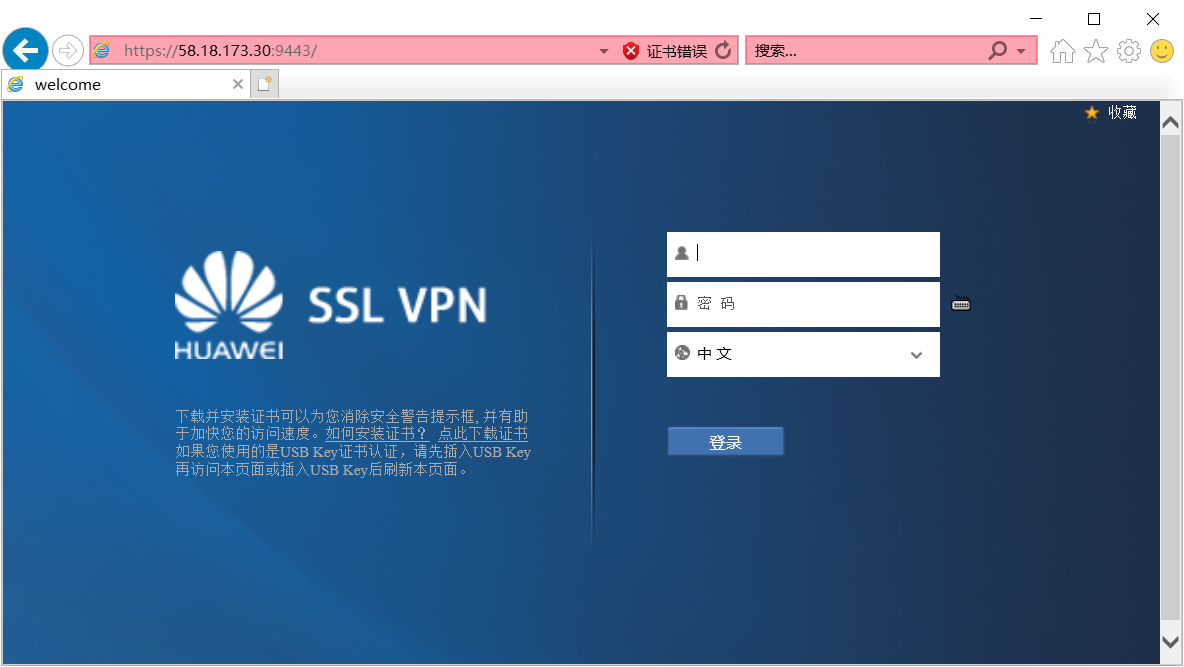 https://58.18.173.30:9443/
证书错误
搜索...
welcome
收藏
HUAWEI
SSL VPN
密 码
中 文
登录
下载并安装证书可以为您消除安全警告提示框, 并有助
于加快您的访问速度。如何安装证书? 点此下载证书
如果您使用的是USB Key证书认证，请先插入USB Key
再访问本页面或插入USB Key后刷新本页面。